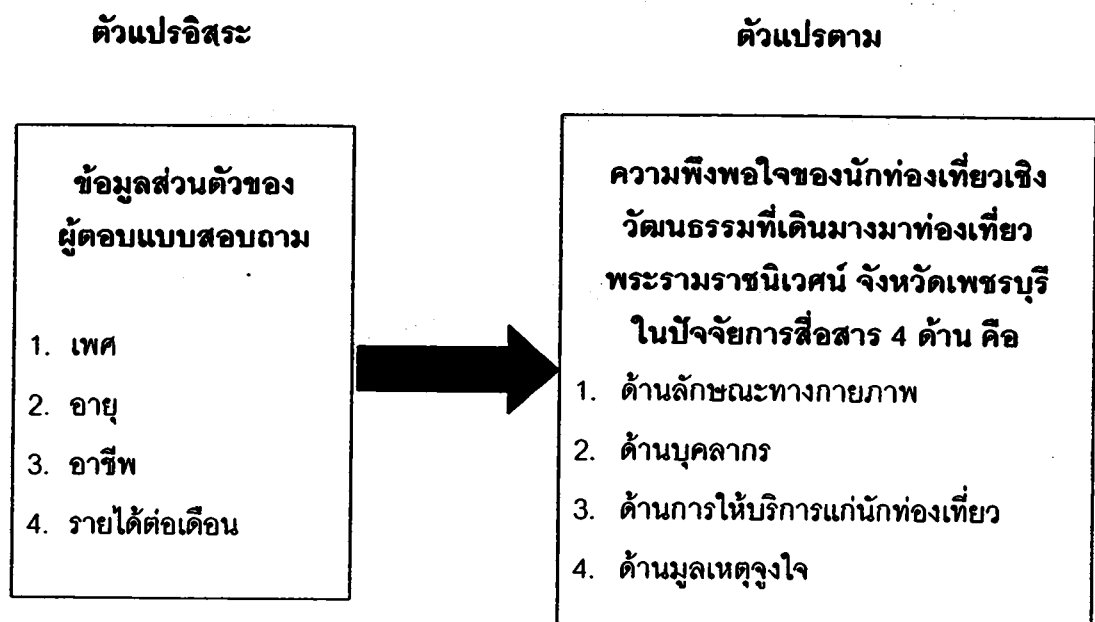 ตัวแปรอิสระ
ตัวแปรตาม
ข้อมูลส่วนตัวของ
ผู้ตอบแบบสอบถาม
1. เพศ
2. อายุ
3. อาชีพ
4. รายได้ต่อเดือน
ความพึงพอใจของนักท่องเที่ยวเชิง
วัฒนธรรมที่เดินมางมาท่องเที่ยว
พระรามราชนิเวศน์ จังหวัดเพชรบุรี
ในปัจจัยการสื่อสาร 4 ด้าน คือ
1. ด้านลักษณะทางกายภาพ
2. ด้านบุคลากร
3. ด้านการให้บริการแก่นักท่องเที่ยว
4. ด้านมูลเหตุจูงใจ